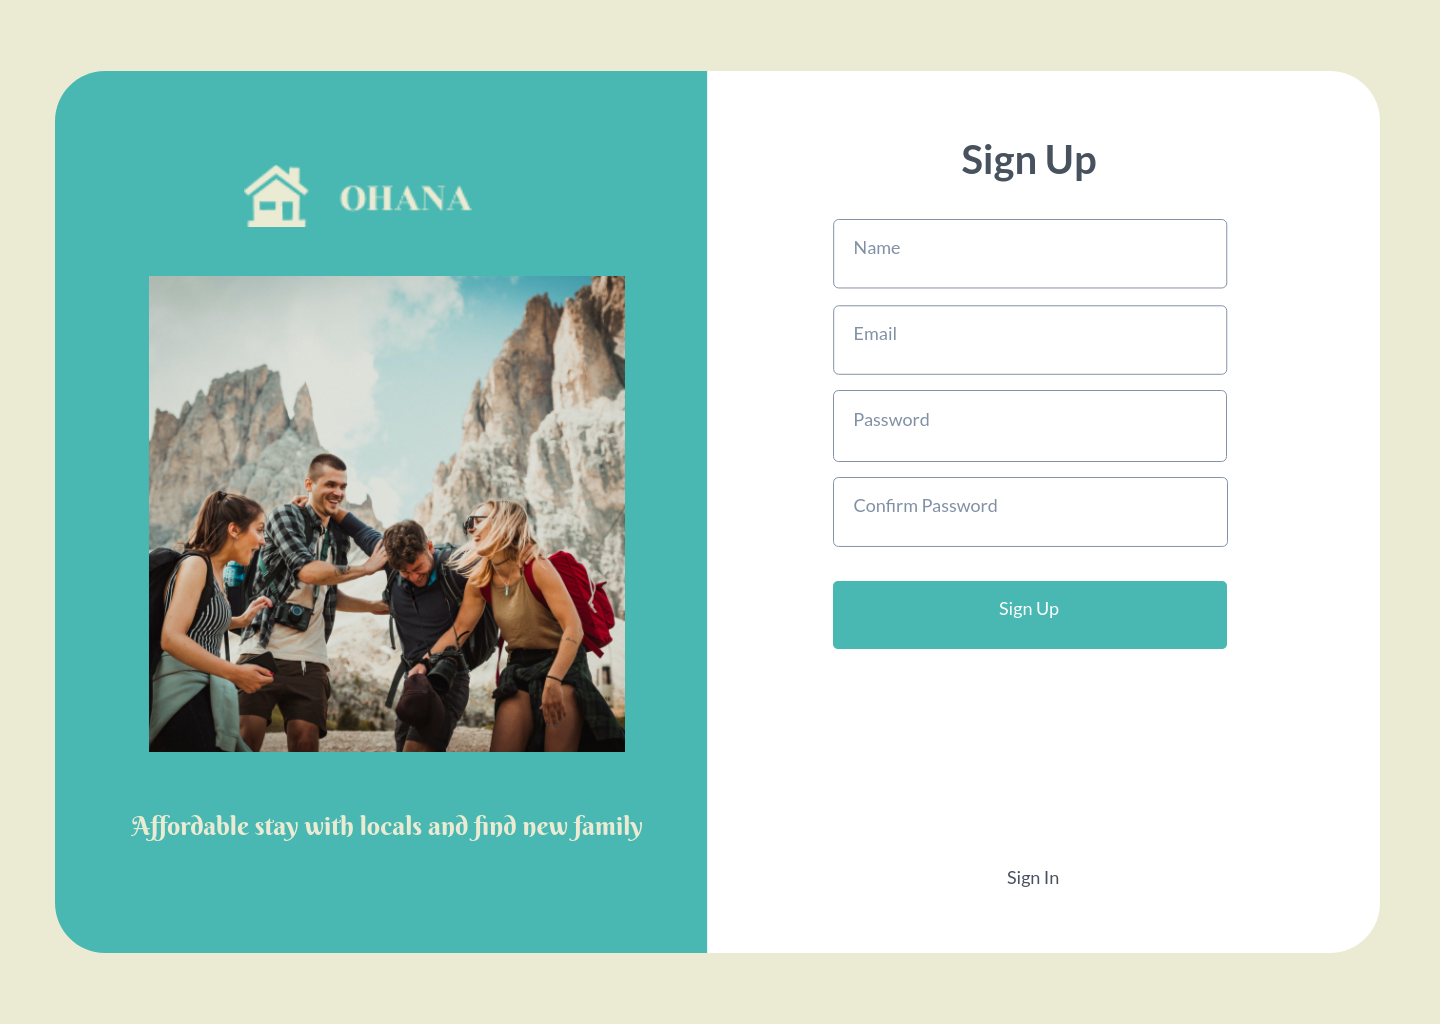 OHANA
Affordable stay with locals and find new family
Sign Up
Name
Email
Password
Confirm Password
Sign Up
Sign In